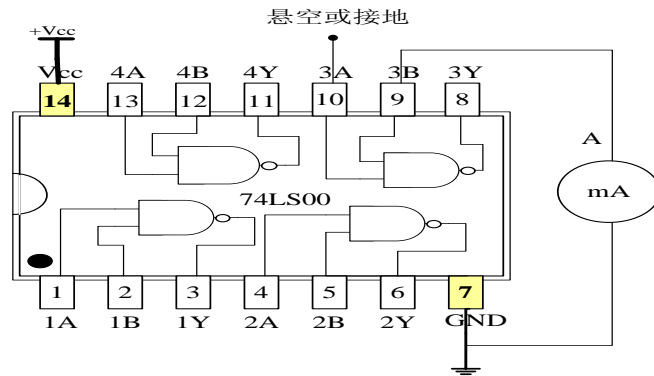 悬空或接地
+Vcc
Vcc 4A 4B 4Y 3A 3B 3Y
14 13 12 11 10 9 8
A
mA
74LS00
1 2 3 4 5 6 7
1A 1B 1Y 2A 2B 2Y GND